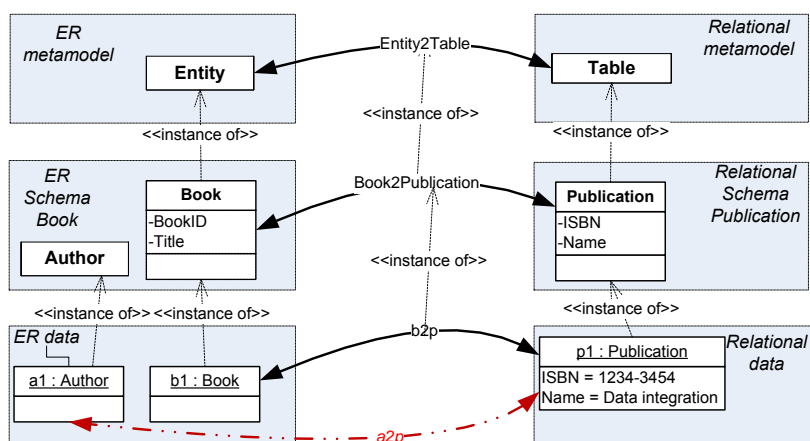 ER
metamodel
Entity
Entity2Table
Relational
metamodel
Table
<<instance of>>
<<instance of>>
<<instance of>>
ER
Schema
Book
Book
-BookID
-Title
Author
Book2Publication
Publication
-ISBN
-Name
Relational
Schema
Publication
<<instance of>>
<<instance of>>
<<instance of>>
<<instance of>>
ER data
a1 : Author
b1 : Book
b2p
p1 : Publication
ISBN = 1234-3454
Name = Data integration
Relational
data
a2p